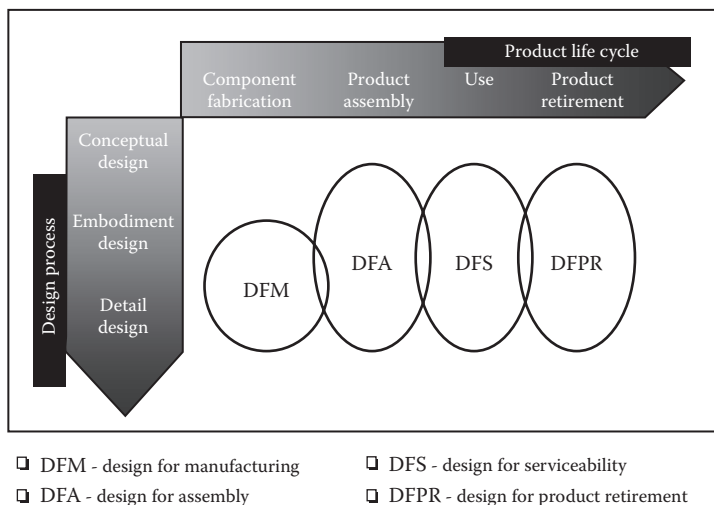 Product life cycle
Component
fabrication
Product
assembly
Use
Product
retirement
Design process
Conceptual
design
Embodiment
design
Detail
design
DFM
DFA
DFS
DFPR
❑ DFM - design for manufacturing
❑ DFS - design for serviceability
❑ DFA - design for assembly
❑ DFPR - design for product retirement